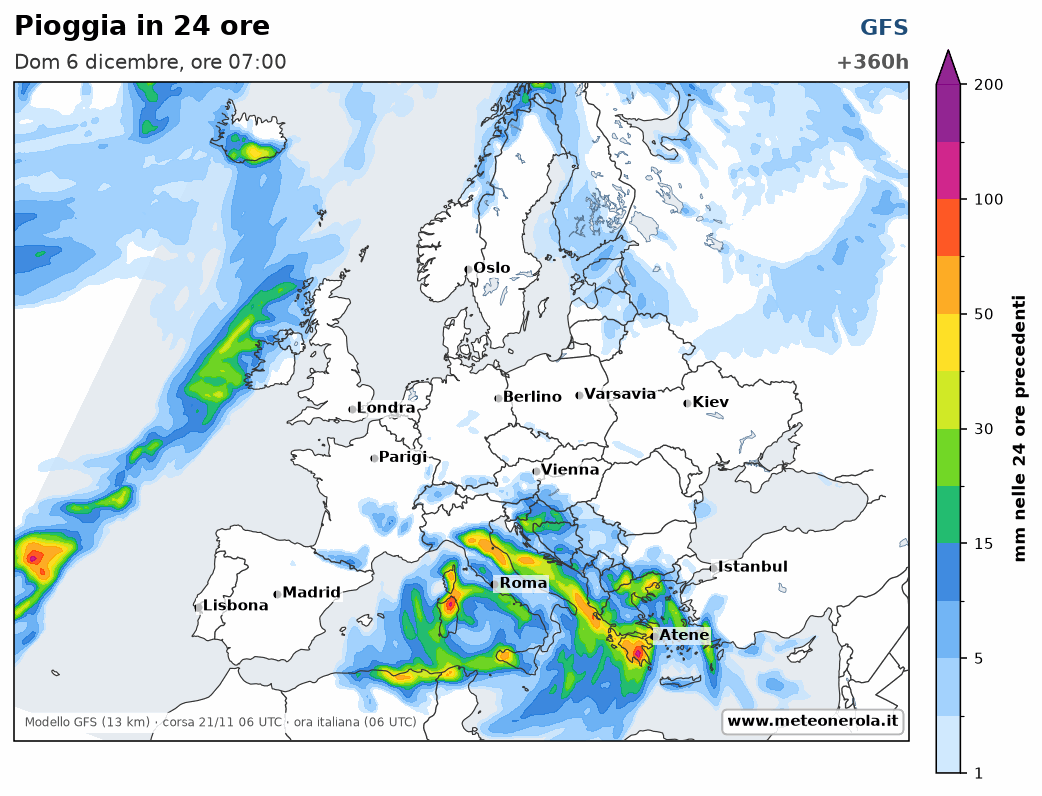 Pioggia in 24 ore
GFS
Dom 6 dicembre, ore 07:00
+360h
200
100
50
30
15
5
1
mm nelle 24 ore precedenti
Oslo
Londra
Berlino
Varsavia
Kiev
Parigi
Vienna
Istanbul
Roma
Madrid
Lisbona
Atene
Modello GFS (13 km) · corsa 21/11 06 UTC · ora italiana (06 UTC)
www.meteonerola.it